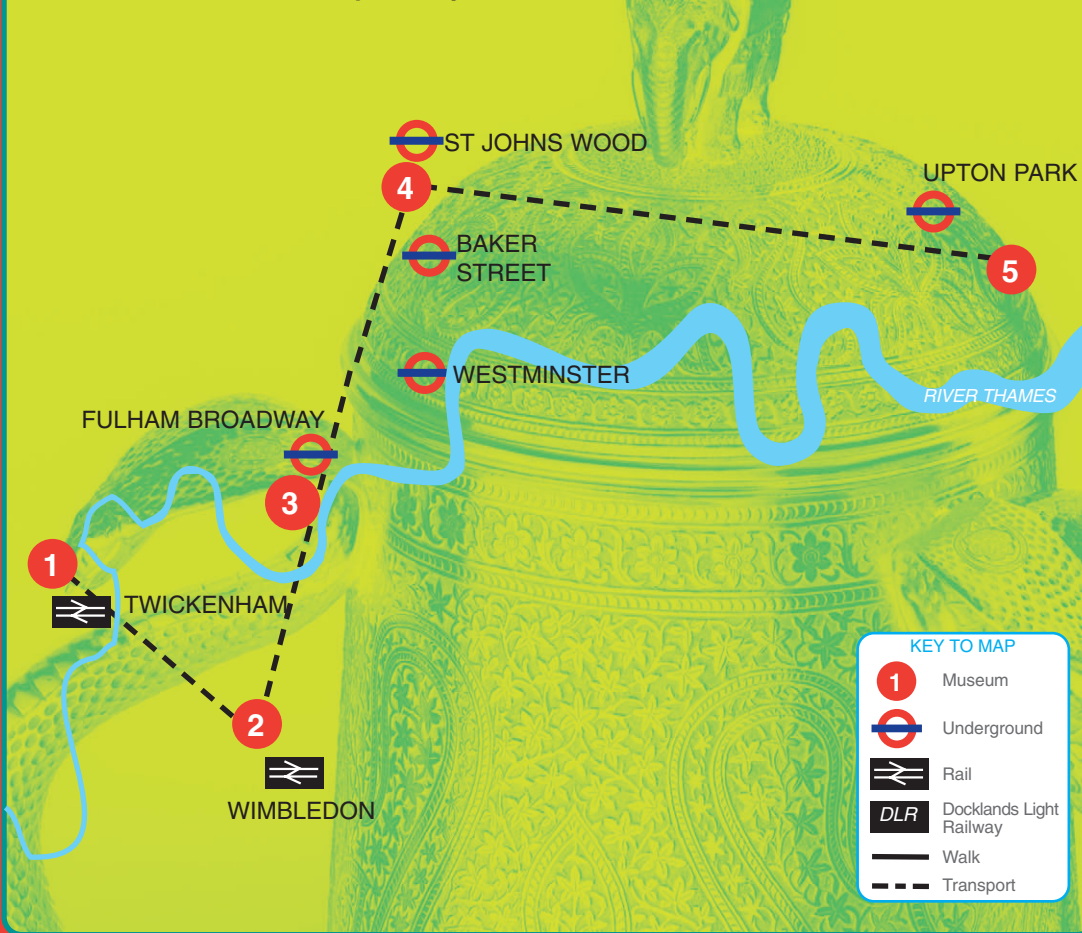 ST JOHNS WOOD
UPTON PARK
4
BAKER
STREET
5
WESTMINSTER
RIVER THAMES
FULHAM BROADWAY
3
1
TWICKENHAM
2
WIMBLEDON
KEY TO MAP
1 Museum
Underground
Rail
DLR Docklands Light
Railway
Walk
Transport